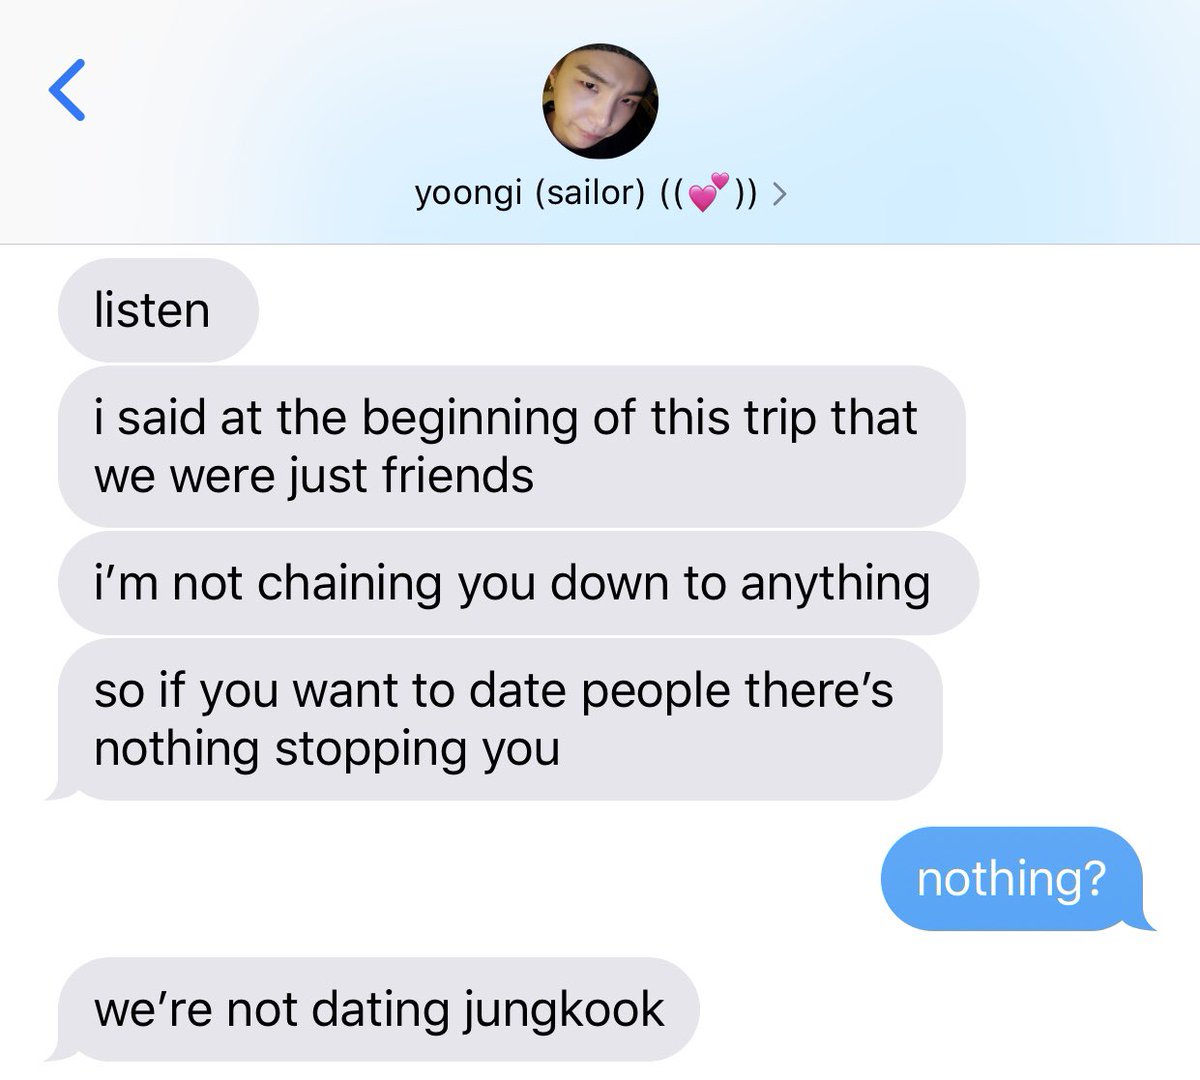 yoongi (sailor) ((💕))
listen
i said at the beginning of this trip that
we were just friends
i’m not chaining you down to anything
so if you want to date people there’s
nothing stopping you
nothing?
we’re not dating jungkook